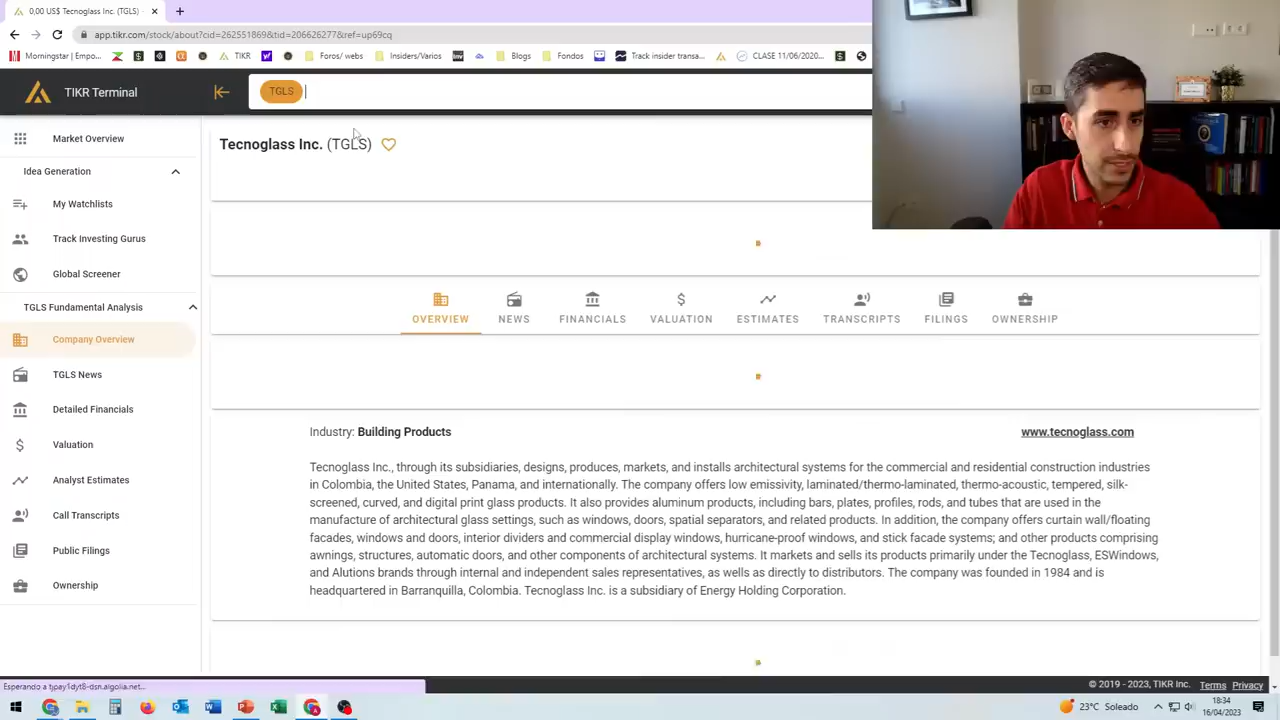 0,00 US$ Tecnoglass Inc. (TGLS)
app.tikr.com/stock/about?cid=262551869&tid=206626277&ref=up69cq
Morningstar | Empo...
TIKR
Foros/ webs
Insiders/Varios
Blogs
Fondos
Track insider transa...
CLASE 11/06/2020...
TIKR Terminal
TGLS
Market Overview
Idea Generation
My Watchlists
Track Investing Gurus
Global Screener
TGLS Fundamental Analysis
Company Overview
TGLS News
Detailed Financials
Valuation
Analyst Estimates
Call Transcripts
Public Filings
Ownership
Tecnoglass Inc. (TGLS)
OVERVIEW
NEWS
FINANCIALS
VALUATION
ESTIMATES
TRANSCRIPTS
FILINGS
OWNERSHIP
Industry: Building Products
www.tecnoglass.com
Tecnoglass Inc., through its subsidiaries, designs, produces, markets, and installs architectural systems for the commercial and residential construction industries
in Colombia, the United States, Panama, and internationally. The company offers low emissivity, laminated/thermo-laminated, thermo-acoustic, tempered, silk-
screened, curved, and digital print glass products. It also provides aluminum products, including bars, plates, profiles, rods, and tubes that are used in the
manufacture of architectural glass settings, such as windows, doors, spatial separators, and related products. In addition, the company offers curtain wall/floating
facades, windows and doors, interior dividers and commercial display windows, hurricane-proof windows, and stick facade systems; and other products comprising
awnings, structures, automatic doors, and other components of architectural systems. It markets and sells its products primarily under the Tecnoglass, ESWindows,
and Alutions brands through internal and independent sales representatives, as wells as directly to distributors. The company was founded in 1984 and is
headquartered in Barranquilla, Colombia. Tecnoglass Inc. is a subsidiary of Energy Holding Corporation.
Esperando a tjpay1dyt8-dsn.algolia.net...
© 2019 - 2023, TIKR Inc.
Terms
Privacy
23°C Soleado
18:34
16/04/2023